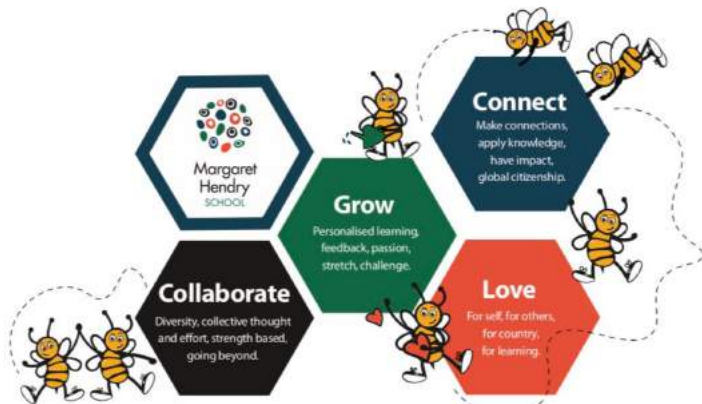 Margaret
Hendry
SCHOOL
Connect
Make connections,
apply knowledge,
have impact,
global citizenship.
Grow
Personalised learning,
feedback, passion,
stretch, challenge.
Collaborate
Diversity, collective thought
and effort, strength based,
going beyond.
Love
For self, for others,
for country,
for learning.